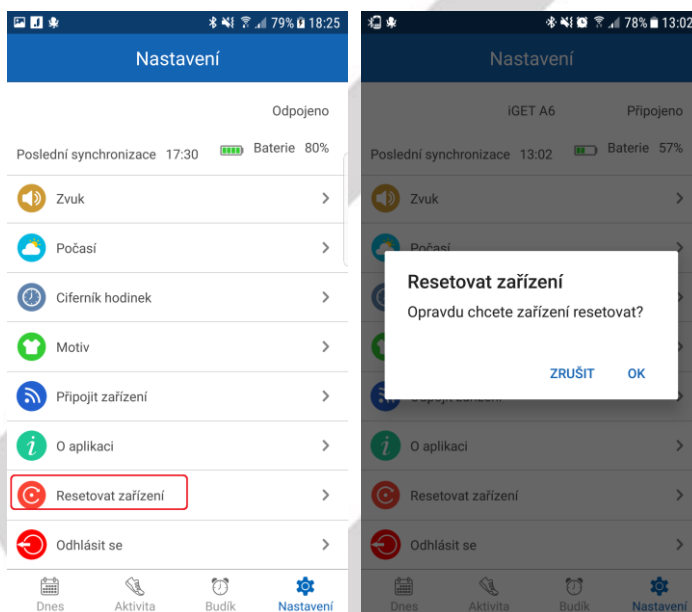 79% 18:25
Nastavení
Odpojeno
Poslední synchronizace 17:30 Baterie 80%
Zvuk
Počasí
Ciferník hodinek
Motiv
Připojit zařízení
O aplikaci
Resetovat zařízení
Odhlásit se
Dnes Aktivita Budík Nastavení
78% 13:02
Nastavení
iGET A6 Připojeno
Poslední synchronizace 13:02 Baterie 57%
Zvuk
Počasí
Resetovat zařízení
Opravdu chcete zařízení resetovat?
ZRUŠIT OK
O aplikaci
Resetovat zařízení
Odhlásit se
Dnes Aktivita Budík Nastavení